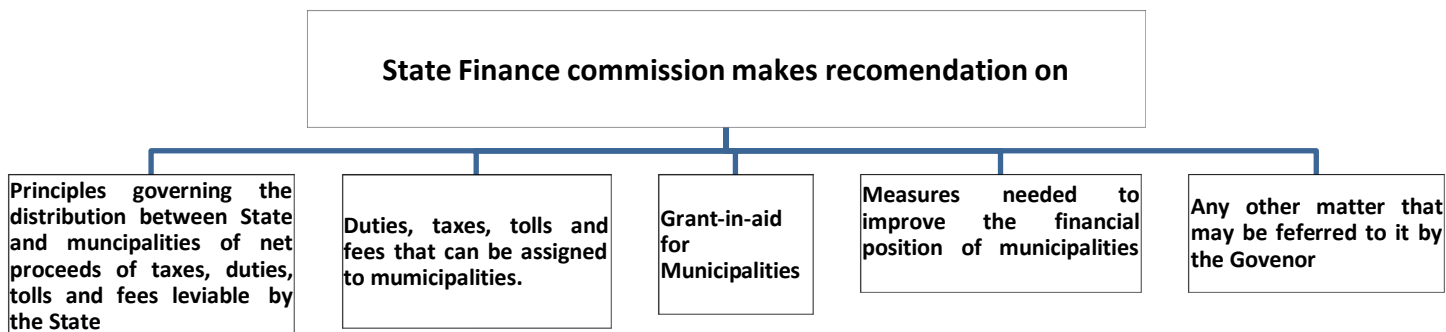 State Finance commission makes recomendation on
Principles governing the
distribution between State
and muncipalities of net
proceeds of taxes, duties,
tolls and fees leviable by
the State
Duties, taxes, tolls and
fees that can be assigned
to mumicipalities.
Grant-in-aid
for
Municipalities
Measures needed to
improve the financial
position of municipalities
Any other matter that
may be feferred to it by
the Govenor